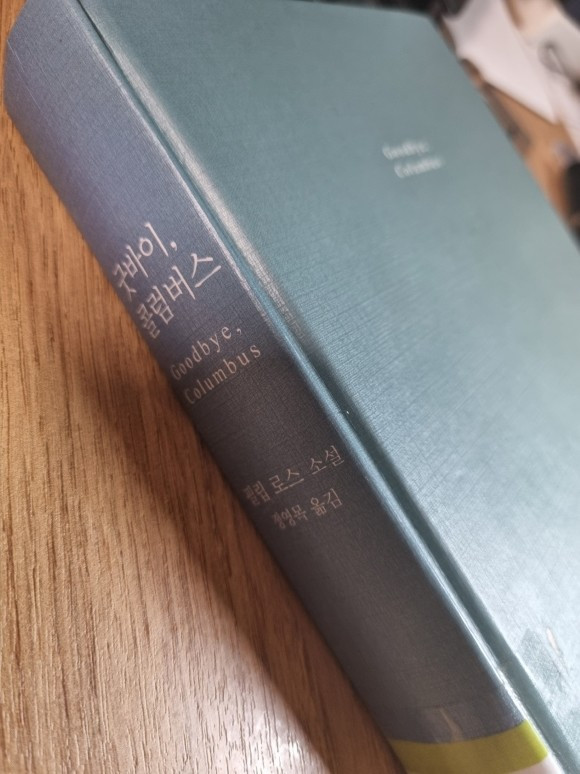 굿바이,
콜럼버스
Goodbye,
Columbus
필립 로스 소설
정영목 옮김
Goodbye,
Columbus